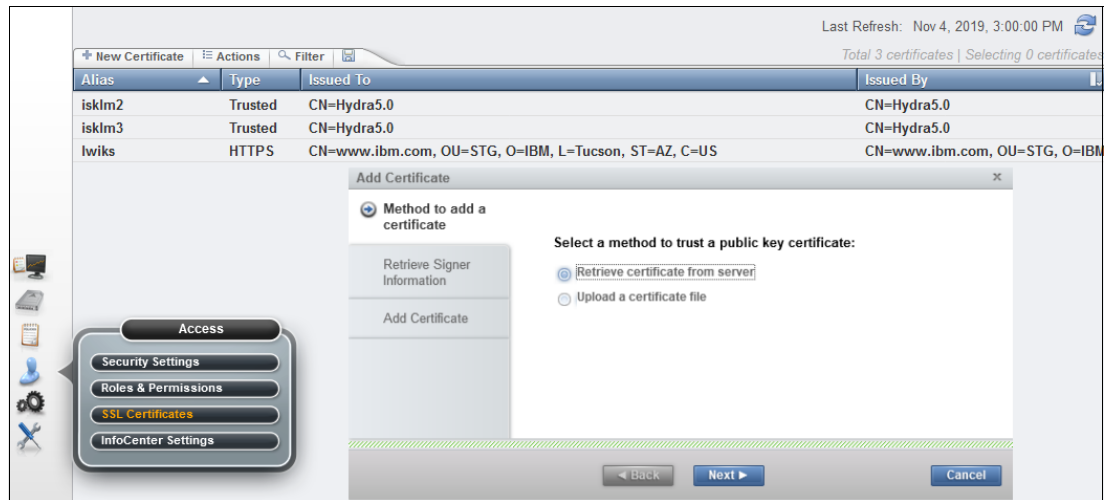 Last Refresh: Nov 4, 2019, 3:00:00 PM
New Certificate Actions Filter Total 3 certificates | Selecting 0 certificates
Alias Type Issued To Issued By
isklm2 Trusted CN=Hydra5.0 CN=Hydra5.0
isklm3 Trusted CN=Hydra5.0 CN=Hydra5.0
lwiks HTTPS CN=www.ibm.com, OU=STG, O=IBM, L=Tucson, ST=AZ, C=US CN=www.ibm.com, OU=STG, O=IBM
Add Certificate
Method to add a
certificate
Retrieve Signer
Information
Add Certificate
Select a method to trust a public key certificate:
Retrieve certificate from server
Upload a certificate file
Access
Security Settings
Roles & Permissions
SSL Certificates
InfoCenter Settings
Back Next Cancel